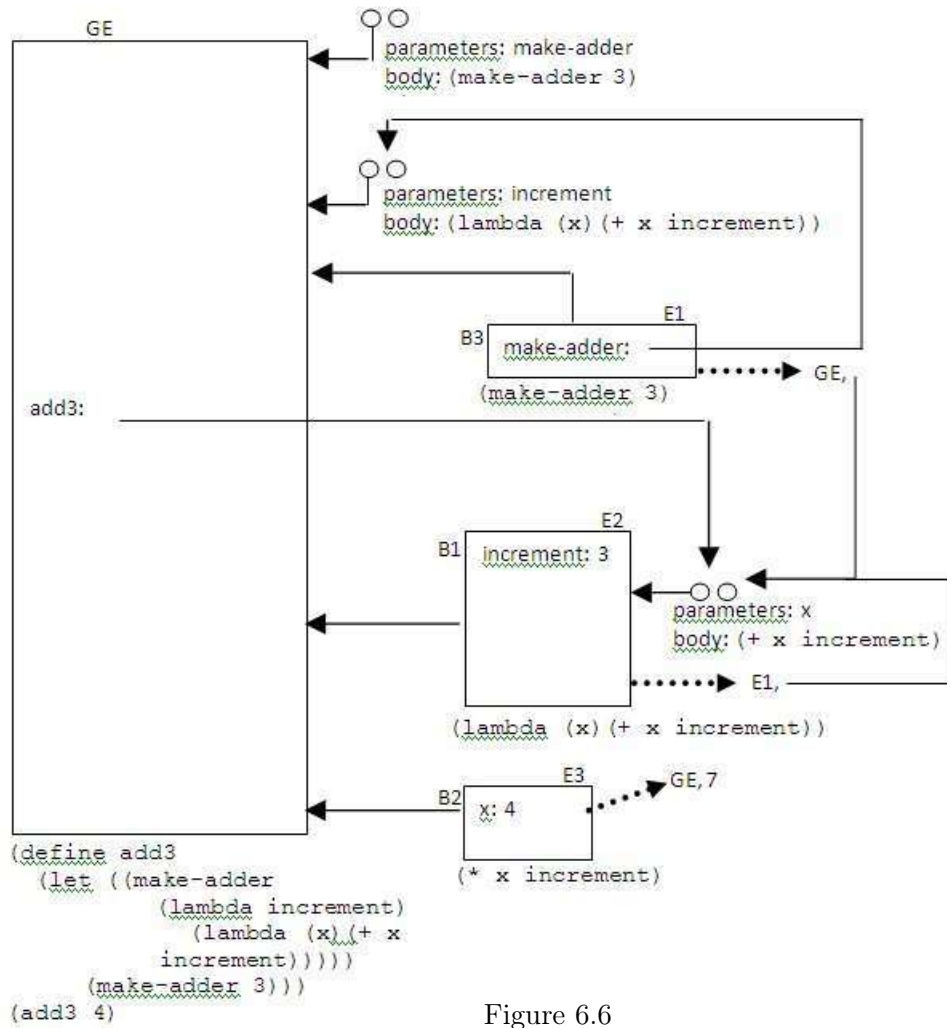 GE
parameters: make-adder
body: (make-adder 3)
parameters: increment
body: (lambda (x) (+ x increment))
E1
B3
make-adder:
GE,
(make-adder 3)
add3:
E2
B1
increment: 3
parameters: x
body: (+ x increment)
E1,
(lambda (x) (+ x increment))
E3
GE, 7
B2
x: 4
(* x increment)
(define add3
(let ((make-adder
(lambda increment)
(lambda (x) (+ x
increment)))))
(make-adder 3)))
(add3 4)
Figure 6.6